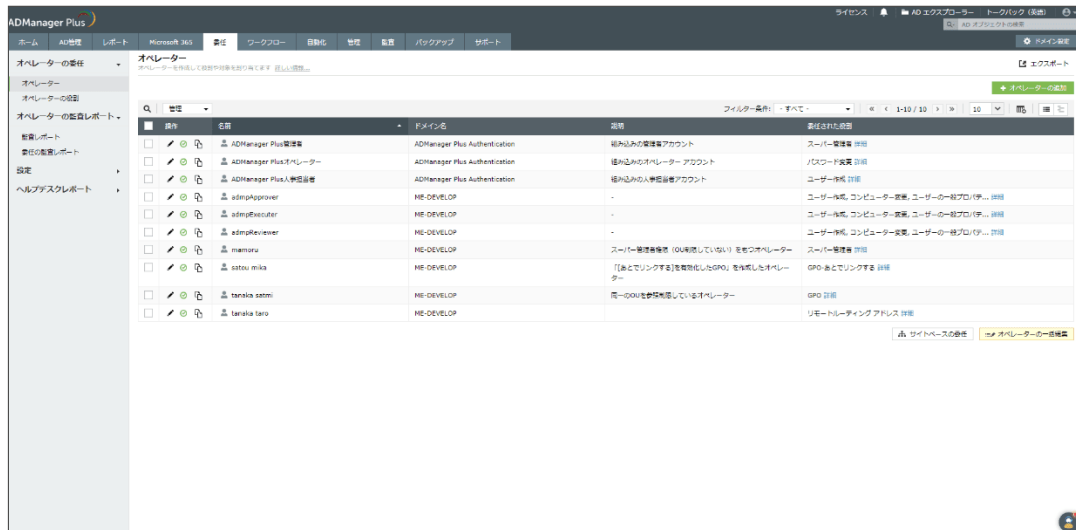 ライセンス AD エクスプローラー トークバック (英語)
ADManager Plus
AD オブジェクトの検索
ホーム AD管理 レポート Microsoft 365 委任 ワークフロー 自動化 管理 監査 バックアップ サポート ドメイン設定
オペレーターの委任
オペレーター
オペレーターの役割
オペレーターの監査レポート
監査レポート
委任の監査レポート
設定
ヘルプデスクレポート
オペレーター
オペレーターを作成して役割や対象を割り当てます 詳しい情報...
エクスポート
+ オペレーターの追加
管理 フィルター条件: - すべて - 1-10 / 10 10
操作 名前 ドメイン名 説明 委任された役割
ADManager Plus管理者 ADManager Plus Authentication 組み込みの管理者アカウント スーパー管理者 詳細
ADManager Plusオペレーター ADManager Plus Authentication 組み込みのオペレーター アカウント パスワード変更 詳細
ADManager Plus人事担当者 ADManager Plus Authentication 組み込みの人事担当者アカウント ユーザー作成 詳細
admpApprover ME-DEVELOP - ユーザー作成, コンピューター変更, ユーザーの一般プロパテ... 詳細
admpExecuter ME-DEVELOP - ユーザー作成, コンピューター変更, ユーザーの一般プロパテ... 詳細
admpReviewer ME-DEVELOP - ユーザー作成, コンピューター変更, ユーザーの一般プロパテ... 詳細
mamoru ME-DEVELOP スーパー管理者権限（OU制限していない）をもつオペレーター スーパー管理者 詳細
satou mika ME-DEVELOP 「[あとでリンクする]を有効化したGPO」を作成したオペレー GPO-あとでリンクする 詳細
ター
tanaka satmi ME-DEVELOP 同一のOUを参照制限しているオペレーター GPO 詳細
tanaka taro ME-DEVELOP リモートルーティング アドレス 詳細
サイトベースの委任 オペレーターの一括編集